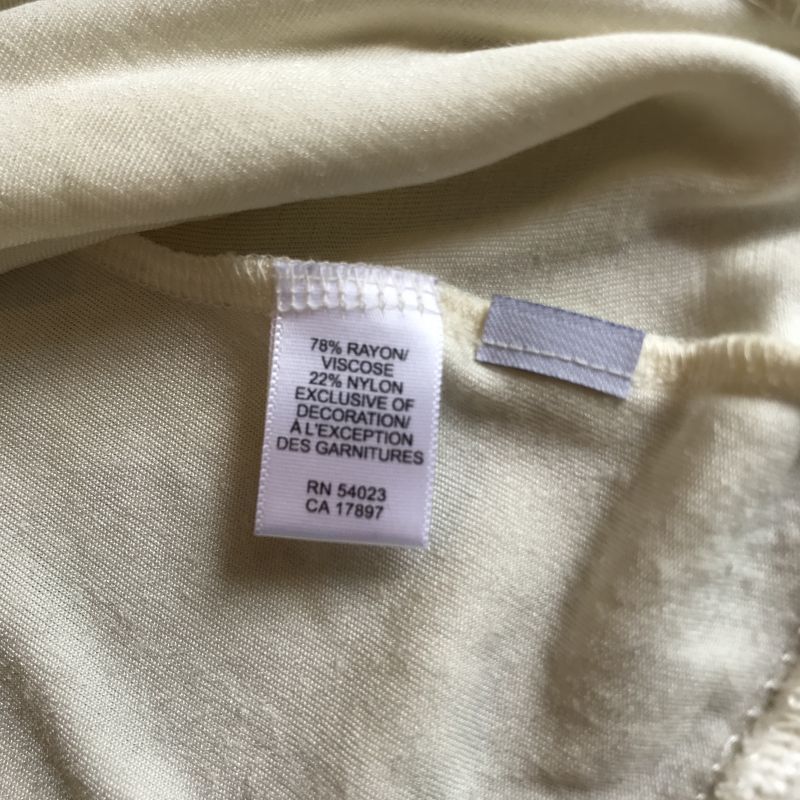 78% RAYON/
VISCOSE
22% NYLON
EXCLUSIVE OF
DECORATION/
À L'EXCEPTION
DES GARNITURES
RN 54023
CA 17897